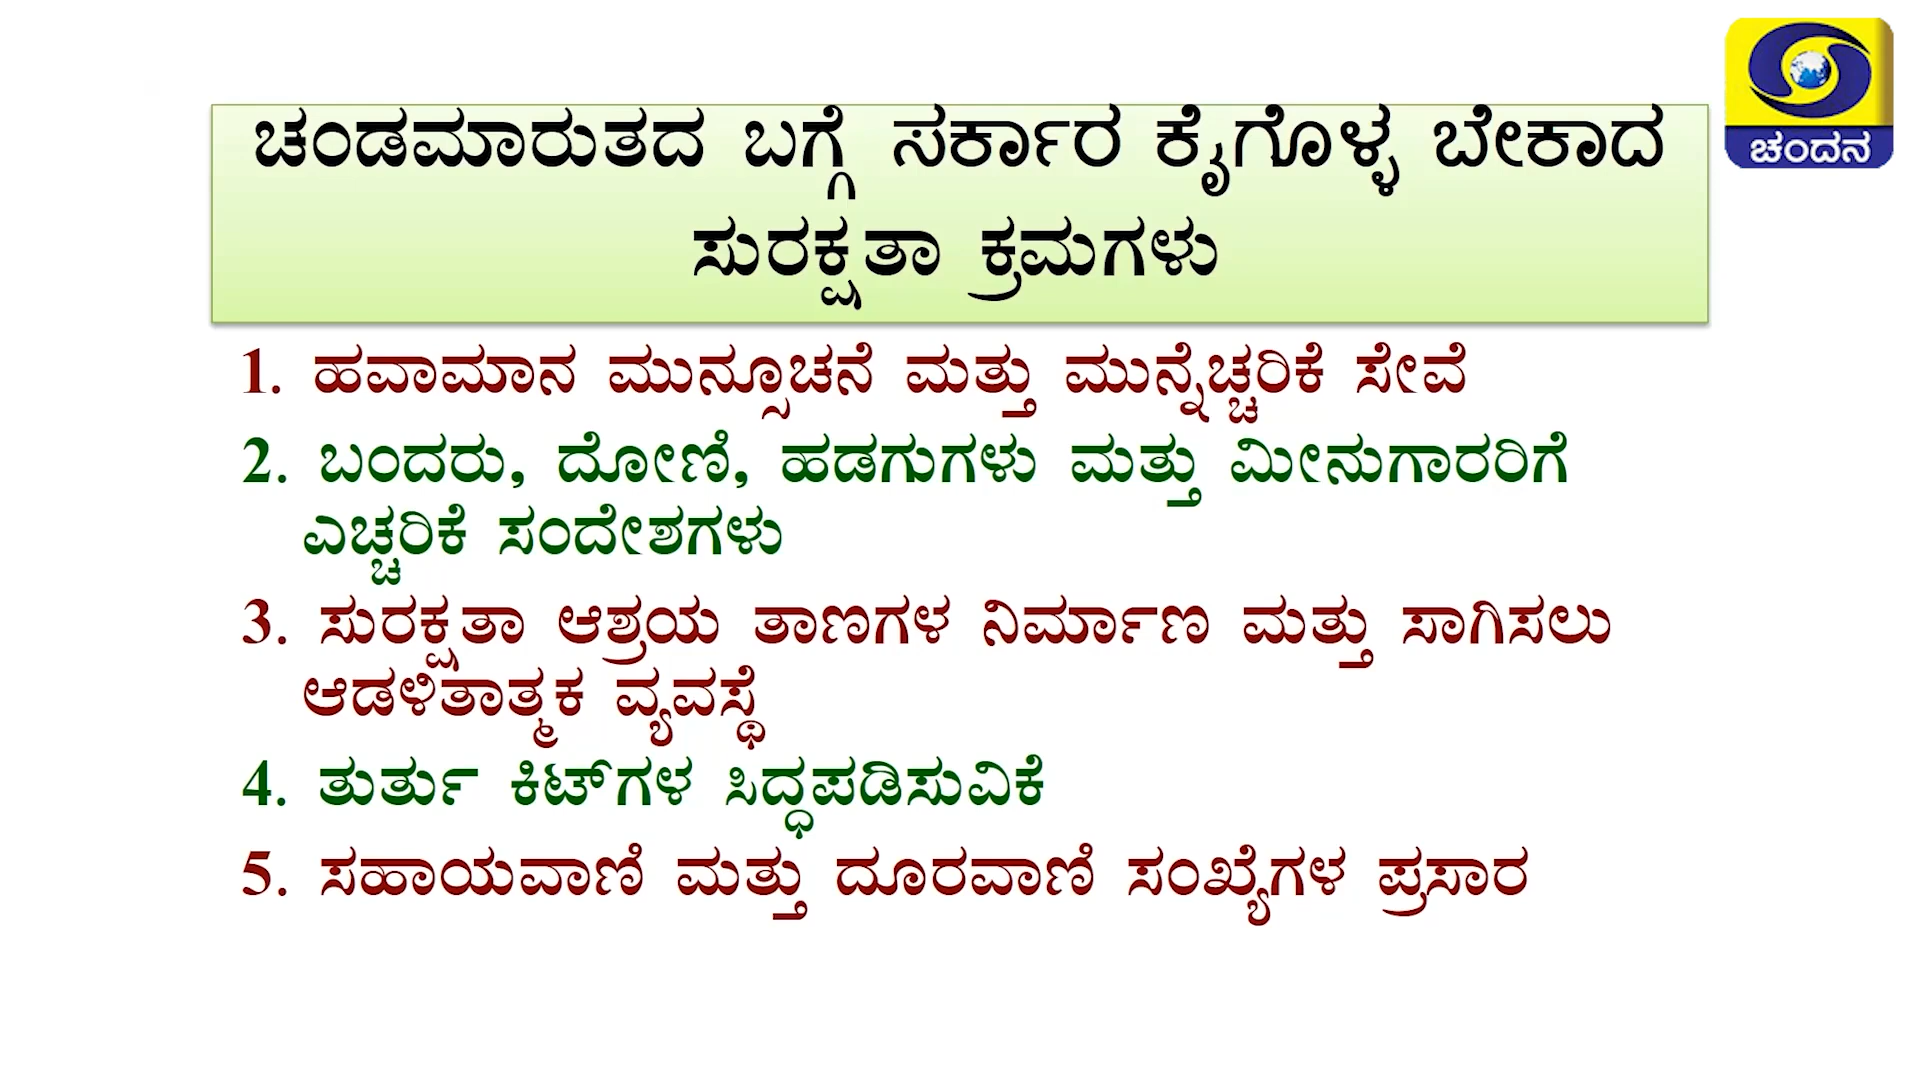 ಚಂದನ
ಚಂಡಮಾರುತದ ಬಗ್ಗೆ ಸರ್ಕಾರ ಕೈಗೊಳ್ಳ ಬೇಕಾದ
ಸುರಕ್ಷತಾ ಕ್ರಮಗಳು
1. ಹವಾಮಾನ ಮುನ್ಸೂಚನೆ ಮತ್ತು ಮುನ್ನೆಚ್ಚರಿಕೆ ಸೇವೆ
2. ಬಂದರು, ದೋಣಿ, ಹಡಗುಗಳು ಮತ್ತು ಮೀನುಗಾರರಿಗೆ
ಎಚ್ಚರಿಕೆ ಸಂದೇಶಗಳು
3. ಸುರಕ್ಷತಾ ಆಶ್ರಯ ತಾಣಗಳ ನಿರ್ಮಾಣ ಮತ್ತು ಸಾಗಿಸಲು
ಆಡಳಿತಾತ್ಮಕ ವ್ಯವಸ್ಥೆ
4. ತುರ್ತು ಕಿಟ್‌ಗಳ ಸಿದ್ಧಪಡಿಸುವಿಕೆ
5. ಸಹಾಯವಾಣಿ ಮತ್ತು ದೂರವಾಣಿ ಸಂಖ್ಯೆಗಳ ಪ್ರಸಾರ